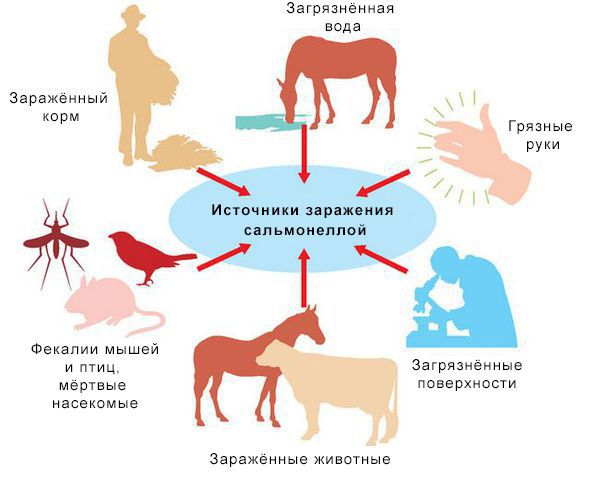 Загрязнённая
вода
Заражённый
корм
Грязные
руки
Источники заражения
сальмонеллой
Фекалии мышей
и птиц,
мёртвые
насекомые
Загрязнённые
поверхности
Заражённые животные